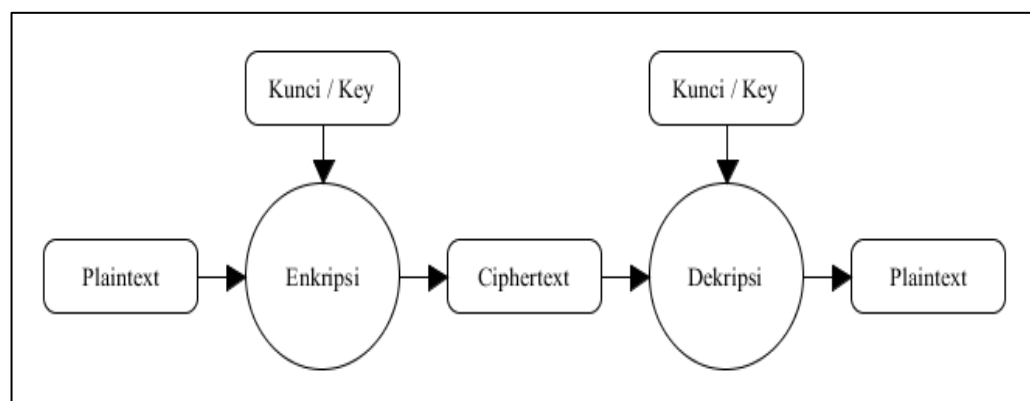 Kunci / Key
Kunci / Key
Plaintext
Enkripsi
Ciphertext
Dekripsi
Plaintext